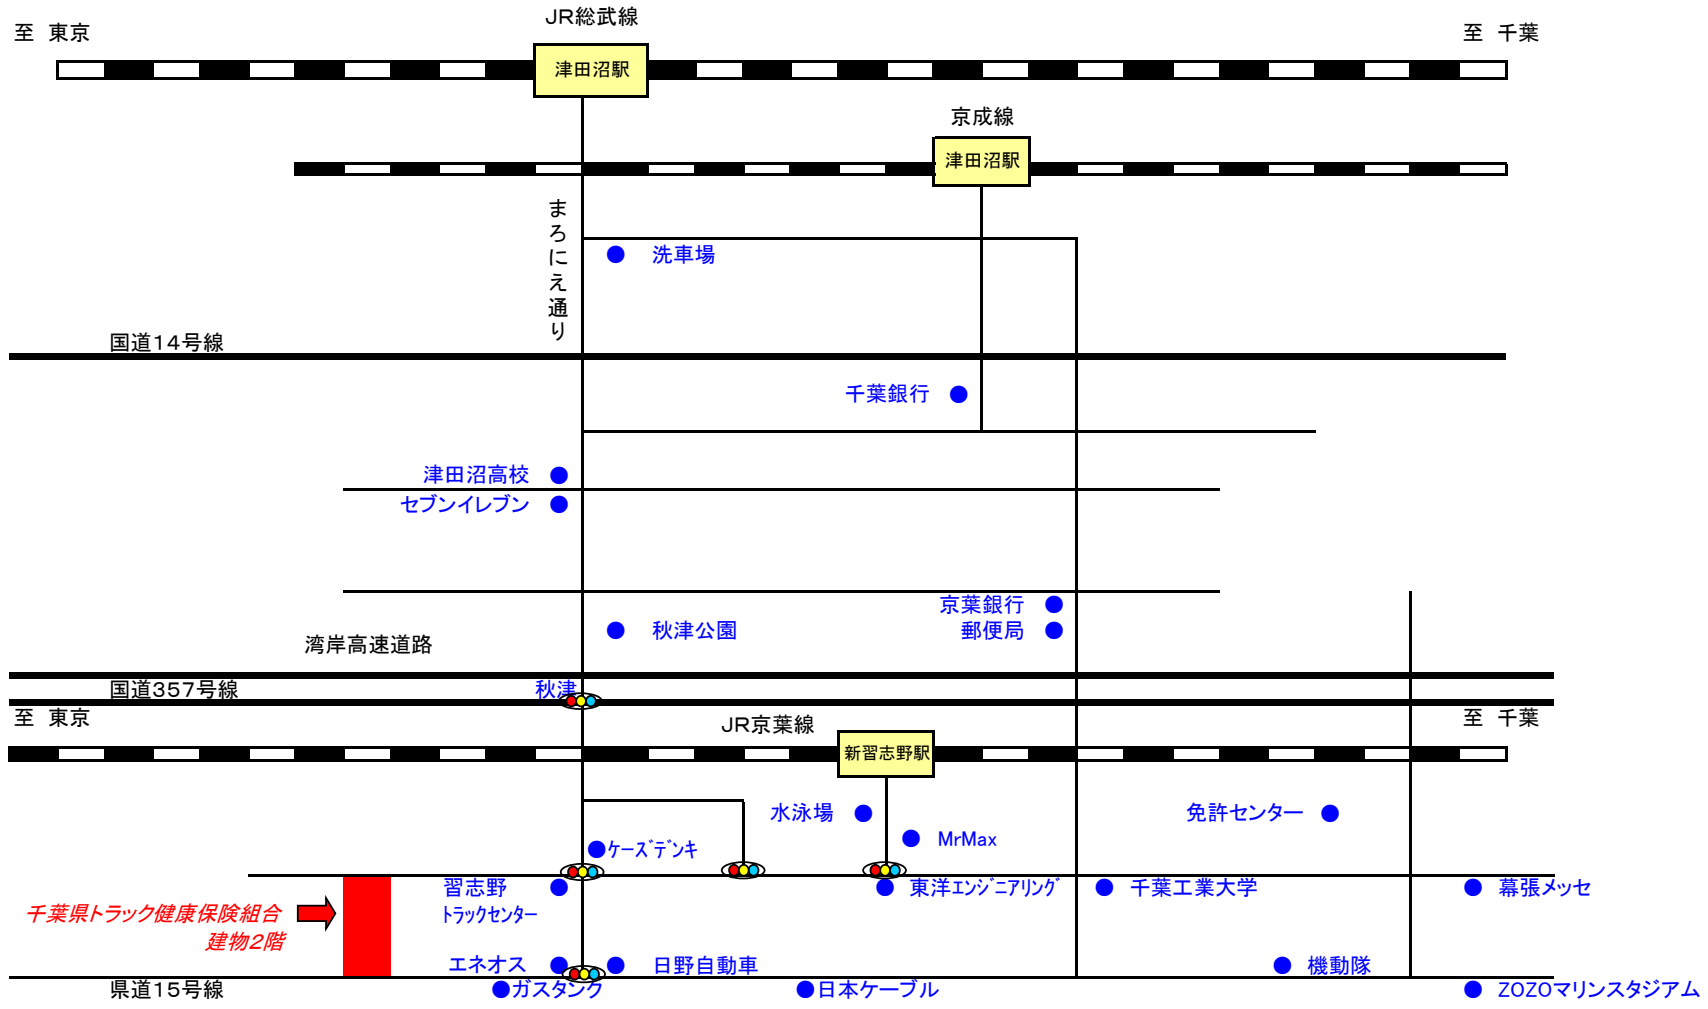 JR総武線
至 東京
至 千葉
津田沼駅
京成線
津田沼駅
まろにえ通り
洗車場
国道14号線
千葉銀行
津田沼高校
セブンイレブン
京葉銀行
秋津公園
郵便局
湾岸高速道路
国道357号線
秋津
至 東京
JR京葉線
至 千葉
新習志野駅
水泳場
免許センター
MrMax
ケーズデンキ
習志野
トラックセンター
東洋エンジニアリング
千葉工業大学
幕張メッセ
千葉県トラック健康保険組合
建物2階
エネオス
日野自動車
機動隊
県道15号線
ガスタンク
日本ケーブル
ZOZOマリンスタジアム